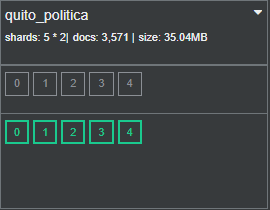 quito_politica
shards: 5 * 2| docs: 3,571 | size: 35.04MB
0 1 2 3 4
0 1 2 3 4